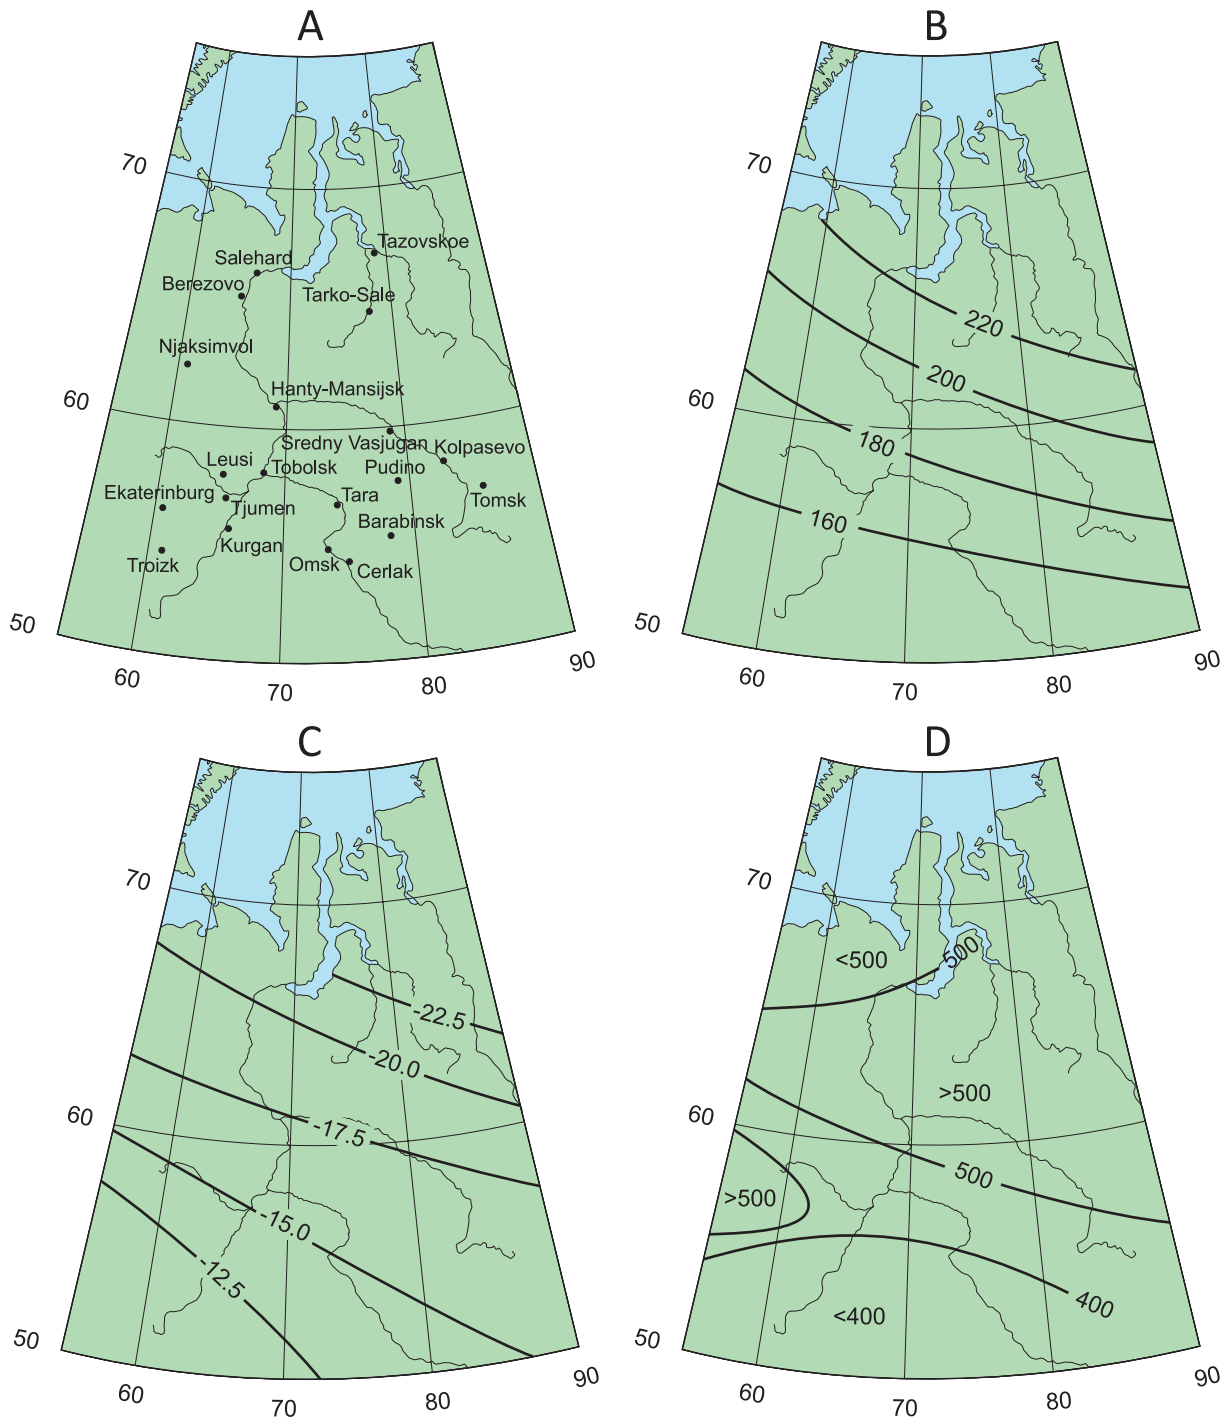 A
B
70
70
Tazovskoe
Salehard
Berezovo
Tarko-Sale
220
Njaksimvol
200
Hanty-Mansijsk
60
60
180
Sredny Vasjugan
Kolpasevo
Leusi
Tobolsk
Pudino
Ekaterinburg
Tara
Tomsk
Tjumen
Barabinsk
160
Kurgan
Troizk
Omsk
Cerlak
50
50
60
70
80
90
60
70
80
90
C
D
70
70
500
<500
-22.5
-20.0
>500
60
60
-17.5
500
>500
-15.0
-12.5
400
<400
50
50
60
70
80
90
60
70
80
90